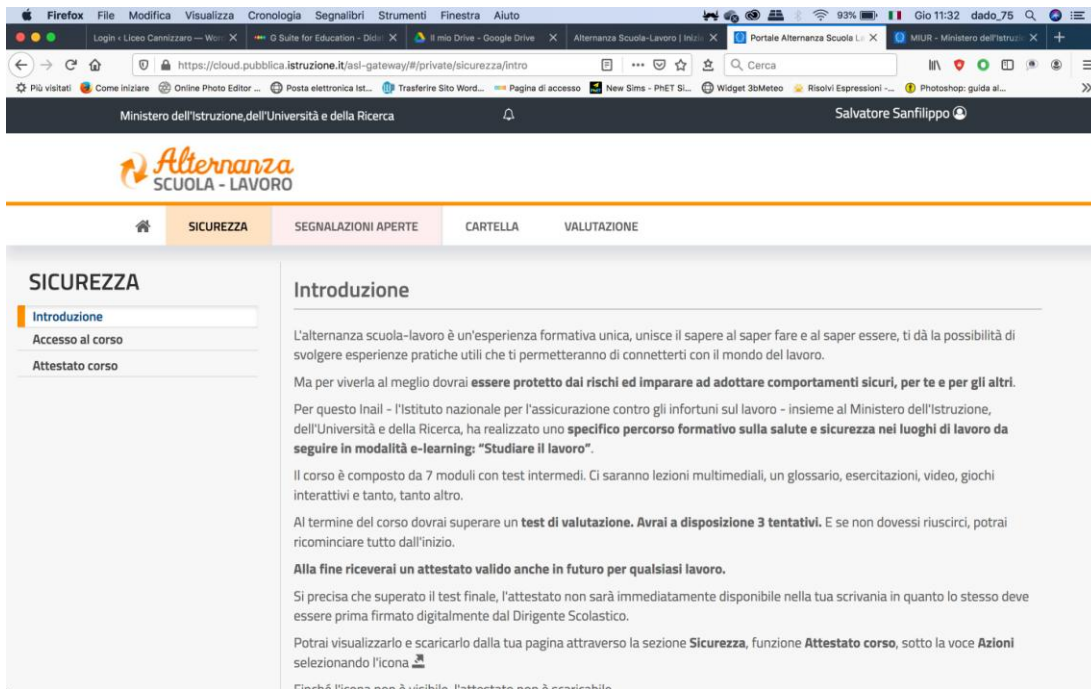 Firefox File Modifica Visualizza Cronologia Segnalibri Strumenti Finestra Aiuto 93% Gio 11:32 dado_75
Login ‹ Liceo Cannizzaro — Wor G Suite for Education - Didat Il mio Drive - Google Drive Alternanza Scuola-Lavoro | Inizi Portale Alternanza Scuola La MIUR - Ministero dell'Istruzio
https://cloud.pubblica.istruzione.it/asl-gateway/#/private/sicurezza/intro Cerca
Più visitati Come iniziare Online Photo Editor ... Posta elettronica Ist... Trasferire Sito Word... Pagina di accesso New Sims - PhET Si... Widget 3bMeteo Risolvi Espressioni -... Photoshop: guida al...
Ministero dell'Istruzione,dell'Università e della Ricerca Salvatore Sanfilippo
Alternanza
SCUOLA - LAVORO
SICUREZZA SEGNALAZIONI APERTE CARTELLA VALUTAZIONE
SICUREZZA
Introduzione
Accesso al corso
Attestato corso
Introduzione
L'alternanza scuola-lavoro è un'esperienza formativa unica, unisce il sapere al saper fare e al saper essere, ti dà la possibilità di
svolgere esperienze pratiche utili che ti permetteranno di connetterti con il mondo del lavoro.
Ma per viverla al meglio dovrai essere protetto dai rischi ed imparare ad adottare comportamenti sicuri, per te e per gli altri.
Per questo Inail - l'Istituto nazionale per l'assicurazione contro gli infortuni sul lavoro - insieme al Ministero dell'Istruzione,
dell'Università e della Ricerca, ha realizzato uno specifico percorso formativo sulla salute e sicurezza nei luoghi di lavoro da
seguire in modalità e-learning: “Studiare il lavoro”.
Il corso è composto da 7 moduli con test intermedi. Ci saranno lezioni multimediali, un glossario, esercitazioni, video, giochi
interattivi e tanto, tanto altro.
Al termine del corso dovrai superare un test di valutazione. Avrai a disposizione 3 tentativi. E se non dovessi riuscirci, potrai
ricominciare tutto dall'inizio.
Alla fine riceverai un attestato valido anche in futuro per qualsiasi lavoro.
Si precisa che superato il test finale, l'attestato non sarà immediatamente disponibile nella tua scrivania in quanto lo stesso deve
essere prima firmato digitalmente dal Dirigente Scolastico.
Potrai visualizzarlo e scaricarlo dalla tua pagina attraverso la sezione Sicurezza, funzione Attestato corso, sotto la voce Azioni
selezionando l'icona
Finché l'icona non è visibile, l'attestato non è scaricabile